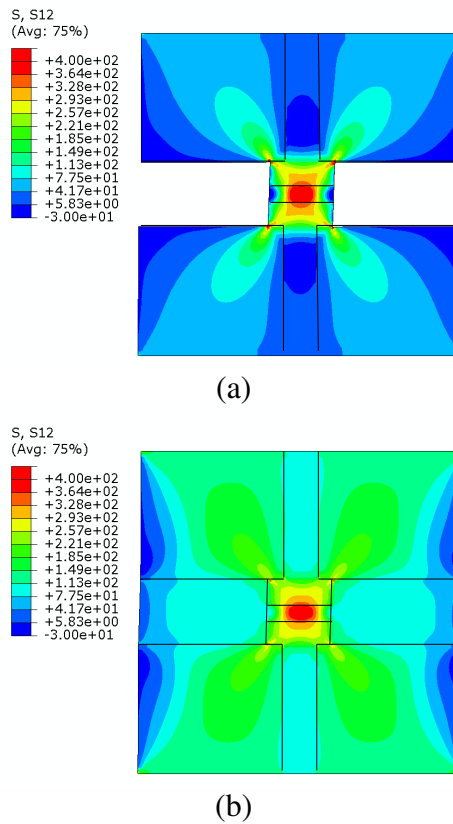 S, S12
(Avg: 75%)
+4.00e+02
+3.64e+02
+3.28e+02
+2.93e+02
+2.57e+02
+2.21e+02
+1.85e+02
+1.49e+02
+1.13e+02
+7.75e+01
+4.17e+01
+5.83e+00
-3.00e+01
(a)
S, S12
(Avg: 75%)
+4.00e+02
+3.64e+02
+3.28e+02
+2.93e+02
+2.57e+02
+2.21e+02
+1.85e+02
+1.49e+02
+1.13e+02
+7.75e+01
+4.17e+01
+5.83e+00
-3.00e+01
(b)